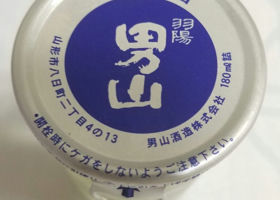 羽陽
男山
山形市八日町二丁目4の13
男山酒造株式会社
180㎖詰
•開栓時にケガをしないようご注意下さい。